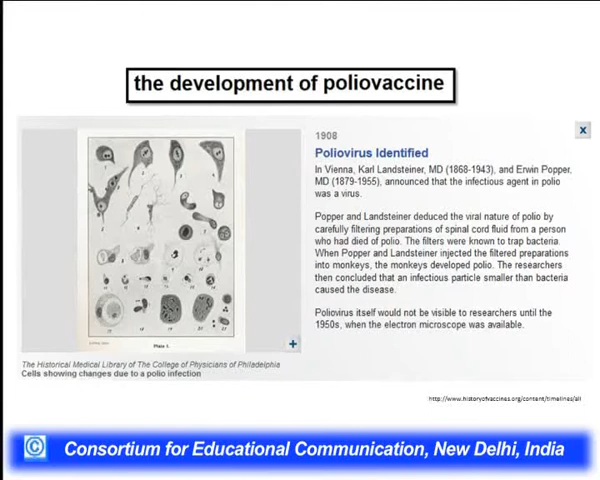 the development of poliovaccine
1908
x
Poliovirus Identified
In Vienna, Karl Landsteiner, MD (1868-1943), and Erwin Popper,
MD (1879-1955), announced that the infectious agent in polio
was a virus.
Popper and Landsteiner deduced the viral nature of polio by
carefully filtering preparations of spinal cord fluid from a person
who had died of polio. The filters were known to trap bacteria.
When Popper and Landsteiner injected the filtered preparations
into monkeys, the monkeys developed polio. The researchers
then concluded that an infectious particle smaller than bacteria
caused the disease.
Poliovirus itself would not be visible to researchers until the
1950s, when the electron microscope was available.
Plate I.
+
The Historical Medical Library of The College of Physicians of Philadelphia
Cells showing changes due to a polio infection
http://www.historyofvaccines.org/content/timelines/all
© Consortium for Educational Communication, New Delhi, India